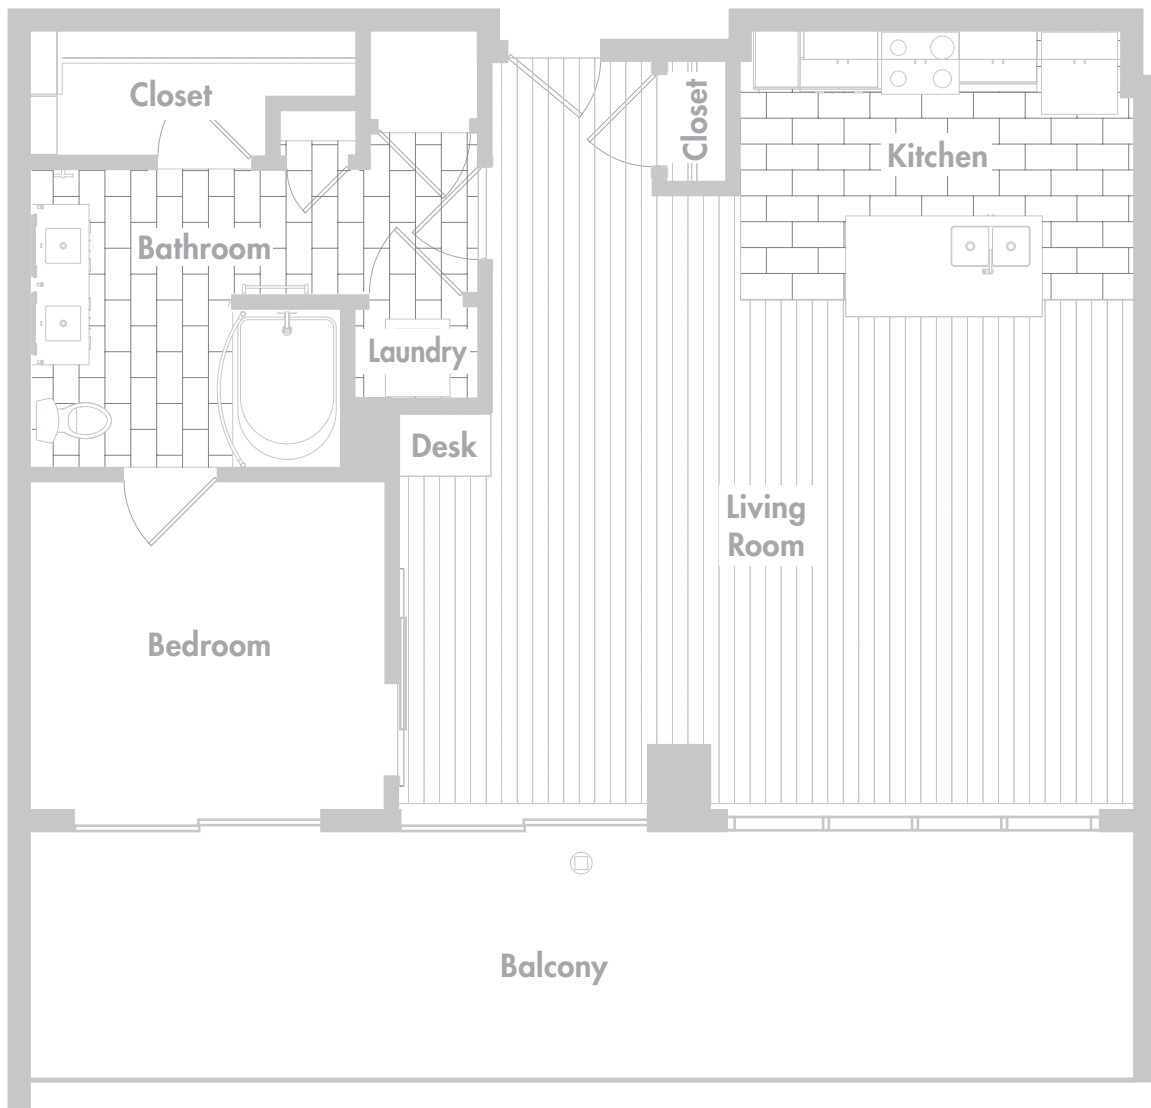 Closet
Closet
Kitchen
Bathroom
Laundry
Desk
Living
Room
Bedroom
Balcony